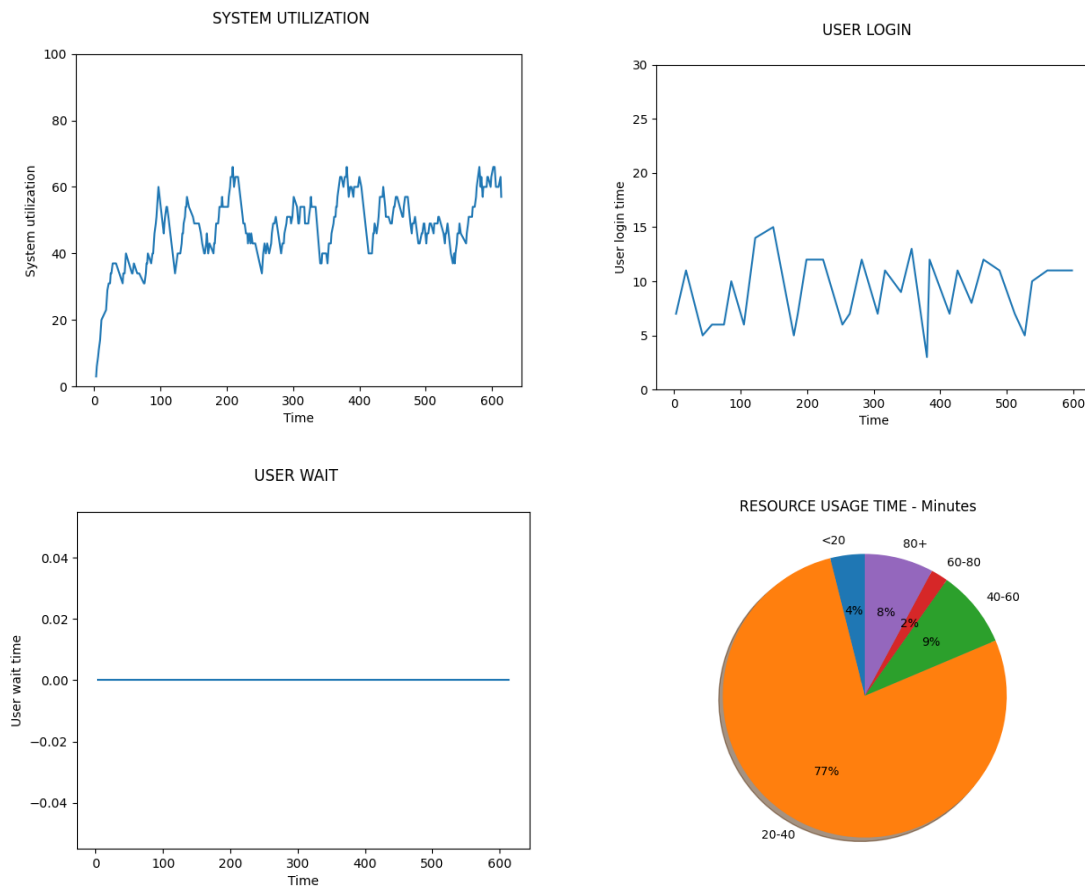 SYSTEM UTILIZATION
100
80
60
40
20
0
System utilization
0 100 200 300 400 500 600
Time
USER LOGIN
30
25
20
15
10
5
0
User login time
0 100 200 300 400 500 600
Time
USER WAIT
0.04
0.02
0.00
−0.02
−0.04
User wait time
0 100 200 300 400 500 600
Time
RESOURCE USAGE TIME - Minutes
<20
80+
60-80
40-60
4%
8%
2%
9%
77%
20-40